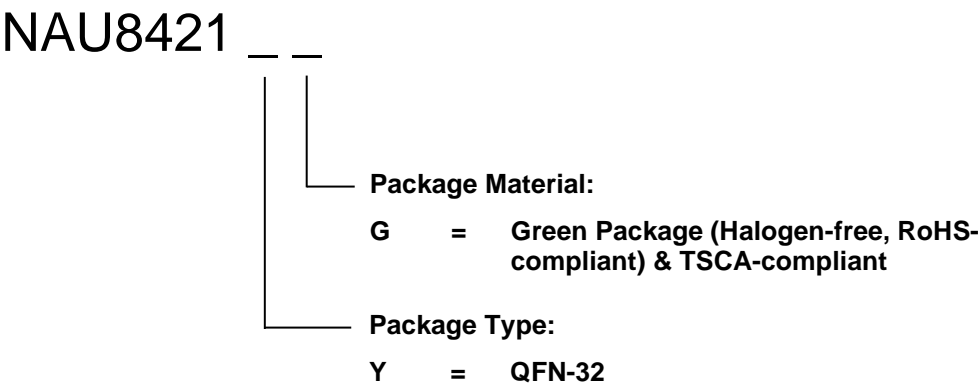 NAU8421 _ _
Package Material:
G = Green Package (Halogen-free, RoHS-
compliant) & TSCA-compliant
Package Type:
Y = QFN-32